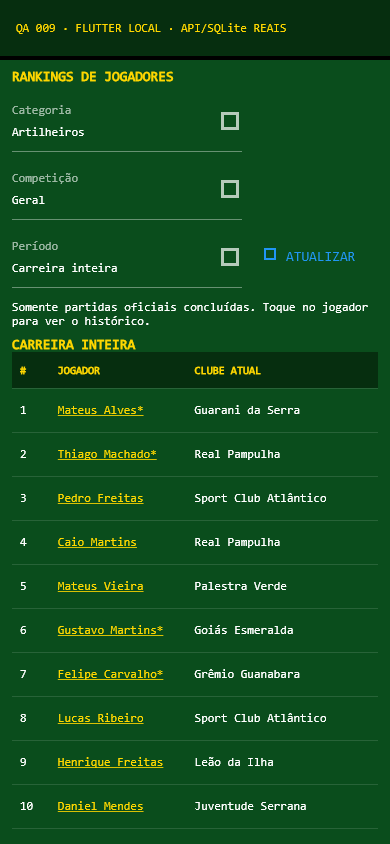 QA 009 · FLUTTER LOCAL · API/SQLite REAIS
RANKINGS DE JOGADORES
Categoria
Artilheiros
Competição
Geral
Período
Carreira inteira
ATUALIZAR
Somente partidas oficiais concluídas. Toque no jogador
para ver o histórico.
CARREIRA INTEIRA
# JOGADOR CLUBE ATUAL
1 Mateus Alves* Guarani da Serra
2 Thiago Machado* Real Pampulha
3 Pedro Freitas Sport Club Atlântico
4 Caio Martins Real Pampulha
5 Mateus Vieira Palestra Verde
6 Gustavo Martins* Goiás Esmeralda
7 Felipe Carvalho* Grêmio Guanabara
8 Lucas Ribeiro Sport Club Atlântico
9 Henrique Freitas Leão da Ilha
10 Daniel Mendes Juventude Serrana